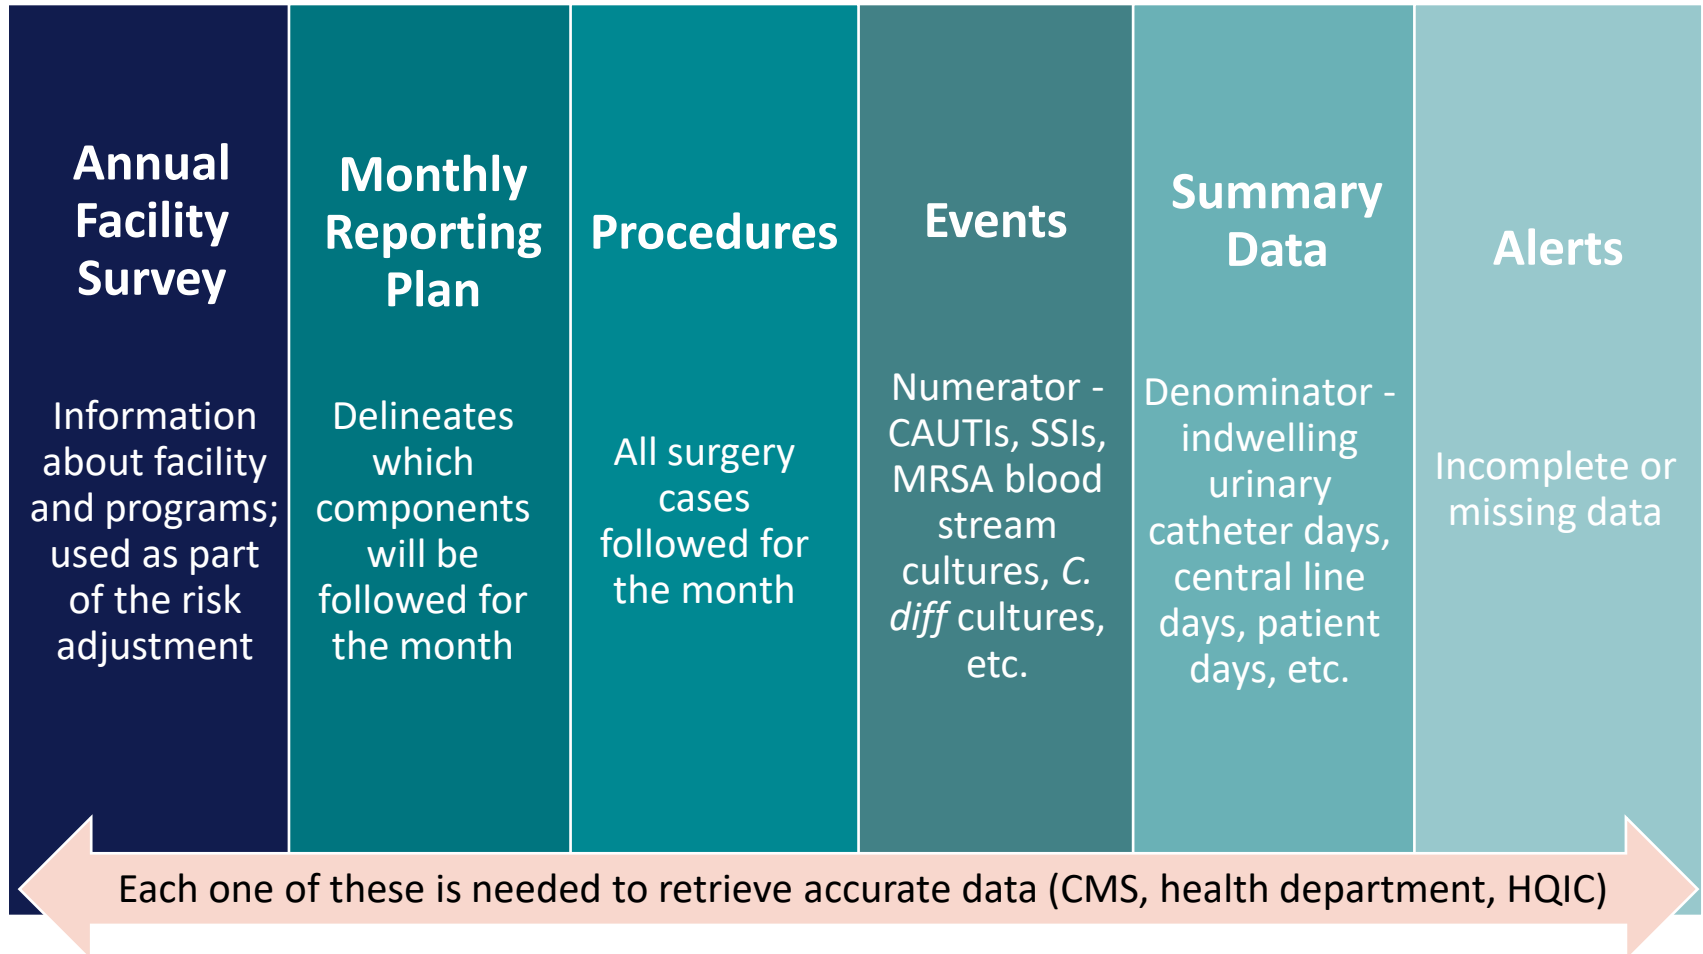 Annual
Facility
Survey
Information
about facility
and programs;
used as part
of the risk
adjustment
Monthly
Reporting
Plan
Delineates
which
components
will be
followed for
the month
Procedures
All surgery
cases
followed for
the month
Events
Numerator -
CAUTIs, SSIs,
MRSA blood
stream
cultures, C.
diff cultures,
etc.
Summary
Data
Denominator -
indwelling
urinary
catheter days,
central line
days, patient
days, etc.
Alerts
Incomplete or
missing data
Each one of these is needed to retrieve accurate data (CMS, health department, HQIC)